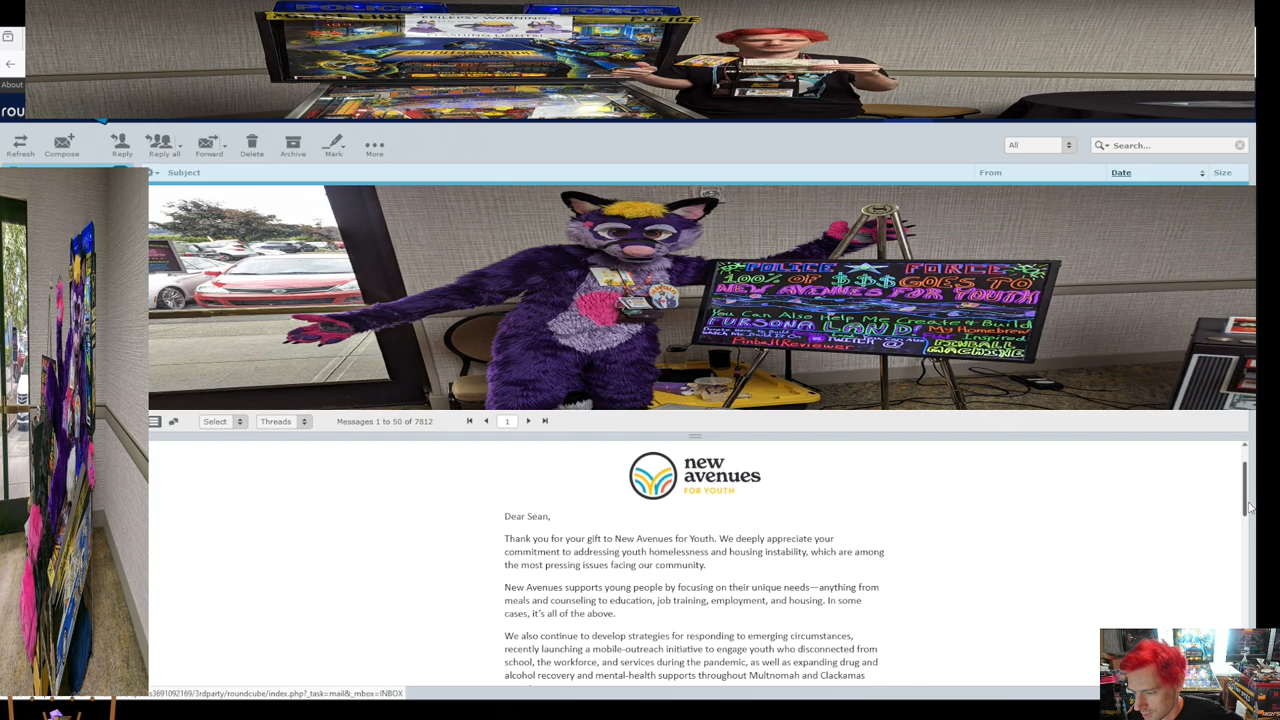 POLICE
FORCE
POLICE LINE
POLICE
EPILEPSY WARNING:
FLASHING LIGHTS!
About
rou
Refresh
Compose
Reply
Reply all
Forward
Delete
Archive
Mark
More
All
Search...
Subject
From
Date
Size
POLICE FORCE
100% OF $$$ GOES TO
NEW AVENUES FOR YOUTH
You Can Also Help Me Create & Build
FURSONA LAND! My Homebrew
Inspired
PINBALL
MACHINE
PinballReviewer
Select
Threads
Messages 1 to 50 of 7812
1
new
avenues
FOR YOUTH
Dear Sean,
Thank you for your gift to New Avenues for Youth. We deeply appreciate your
commitment to addressing youth homelessness and housing instability, which are among
the most pressing issues facing our community.
New Avenues supports young people by focusing on their unique needs—anything from
meals and counseling to education, job training, employment, and housing. In some
cases, it's all of the above.
We also continue to develop strategies for responding to emerging circumstances,
recently launching a mobile-outreach initiative to engage youth who disconnected from
school, the workforce, and services during the pandemic, as well as expanding drug and
alcohol recovery and mental-health supports throughout Multnomah and Clackamas
s3691092169/3rdparty/roundcube/index.php?_task=mail&_mbox=INBOX